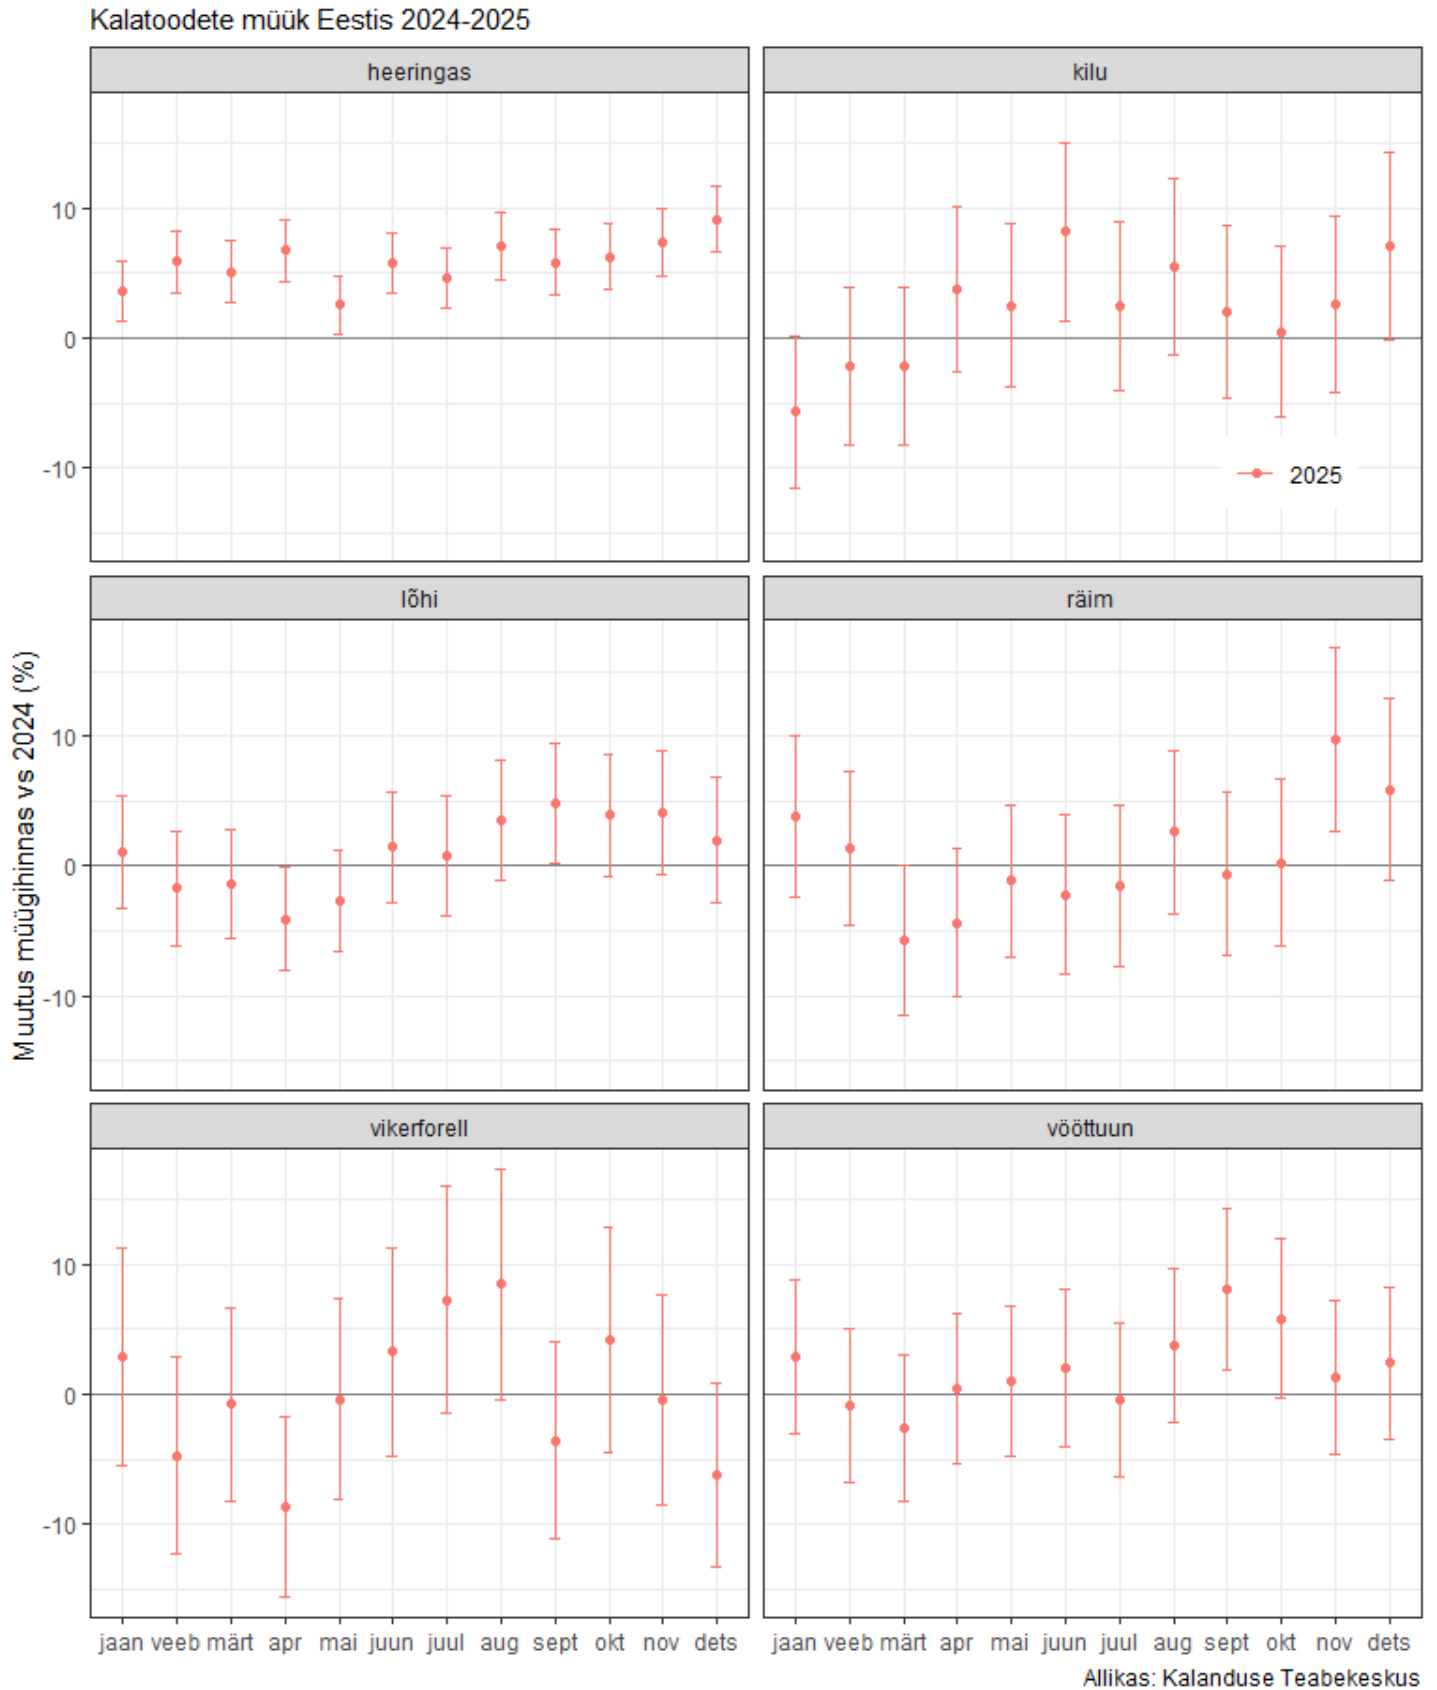 Kalatoodete müük Eestis 2024-2025
heeringas
kilu
10
0
-10
2025
lõhi
räim
Muutus müügihinnas vs 2024 (%)
10
0
-10
vikerforell
vööttuun
10
0
-10
jaan veeb märt apr mai juun juul aug sept okt nov dets
jaan veeb märt apr mai juun juul aug sept okt nov dets
Allikas: Kalanduse Teabekeskus